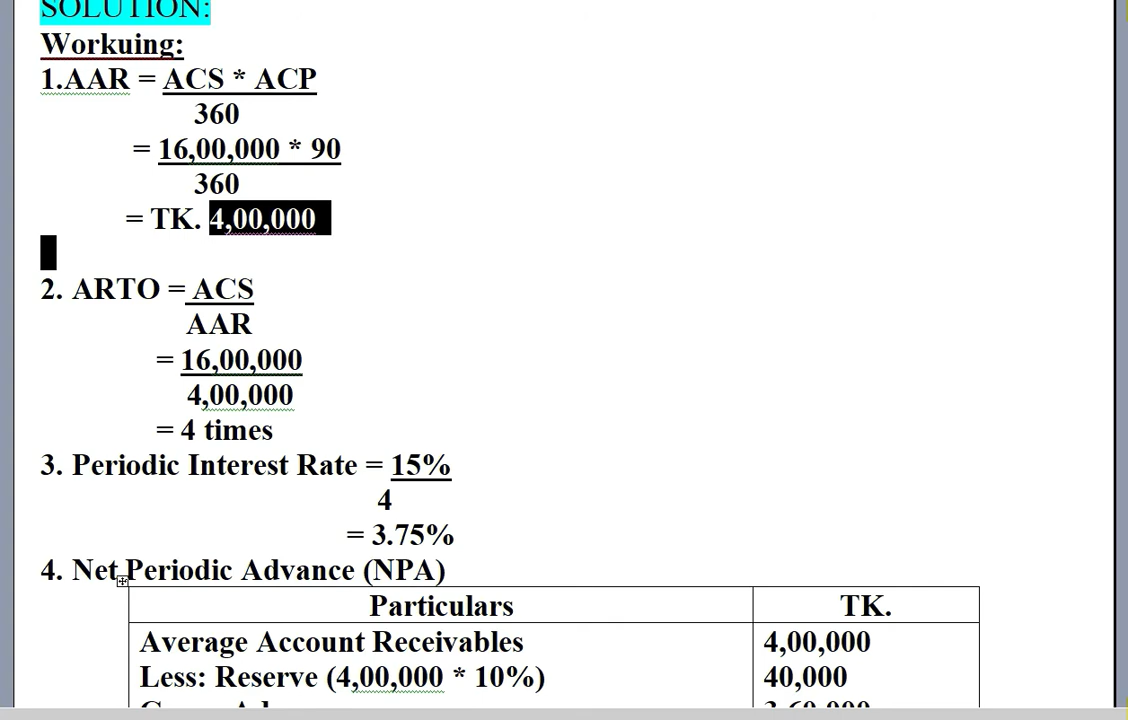 SOLUTION:
Workuing:
1.AAR = ACS * ACP
360
= 16,00,000 * 90
360
= TK. 4,00,000
2. ARTO = ACS
AAR
= 16,00,000
4,00,000
= 4 times
3. Periodic Interest Rate = 15%
4
= 3.75%
4. Net Periodic Advance (NPA)
Particulars TK.
Average Account Receivables 4,00,000
Less: Reserve (4,00,000 * 10%) 40,000